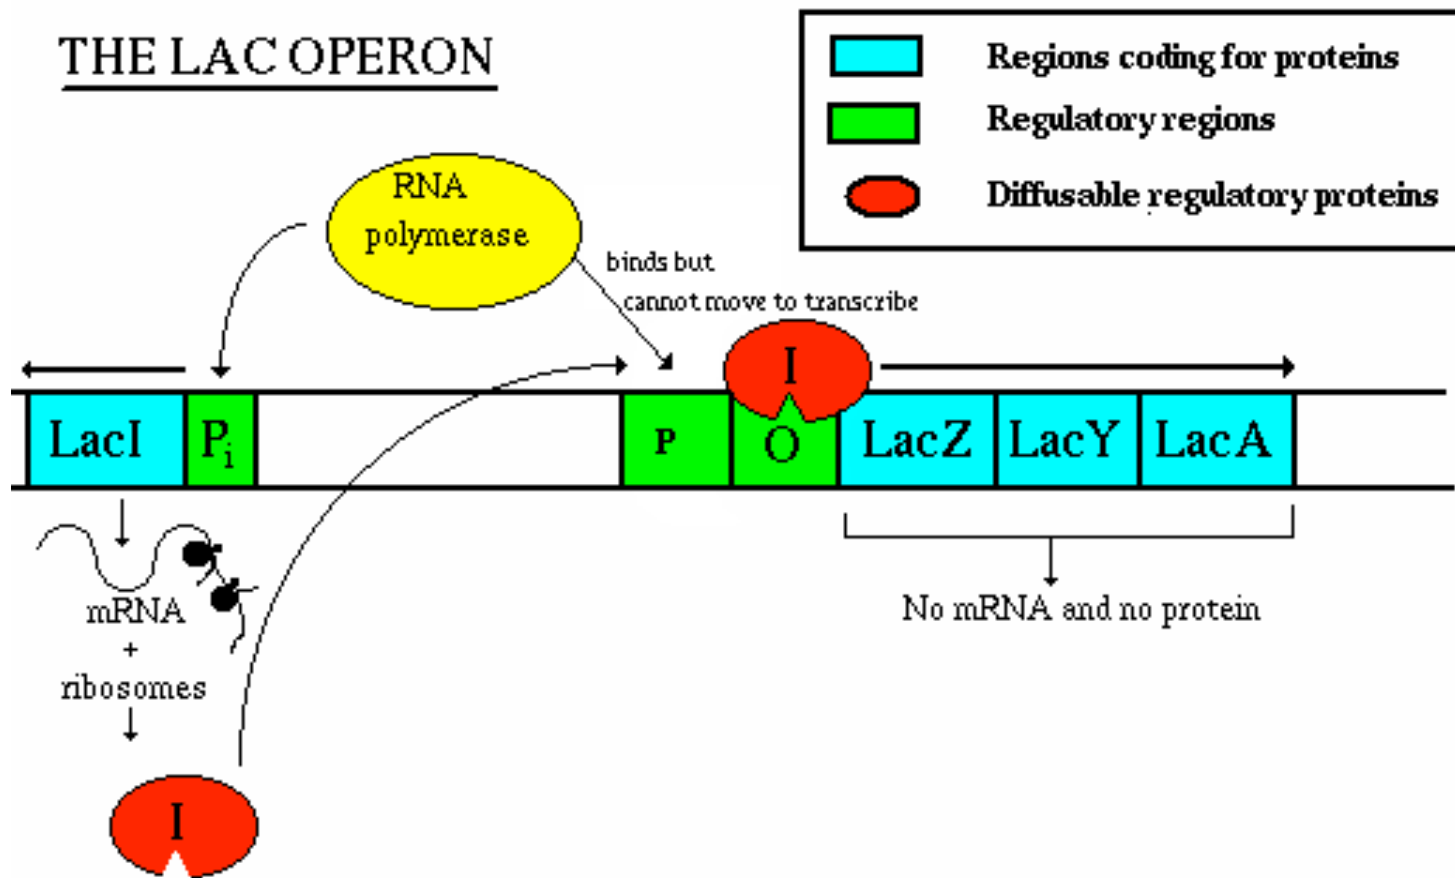 THE LAC OPERON
Regions coding for proteins
Regulatory regions
Diffusable regulatory proteins
RNA
polymerase
binds but
cannot move to transcribe
I
LacI
Pi
P
O
LacZ
LacY
LacA
mRNA
+
ribosomes
No mRNA and no protein
I